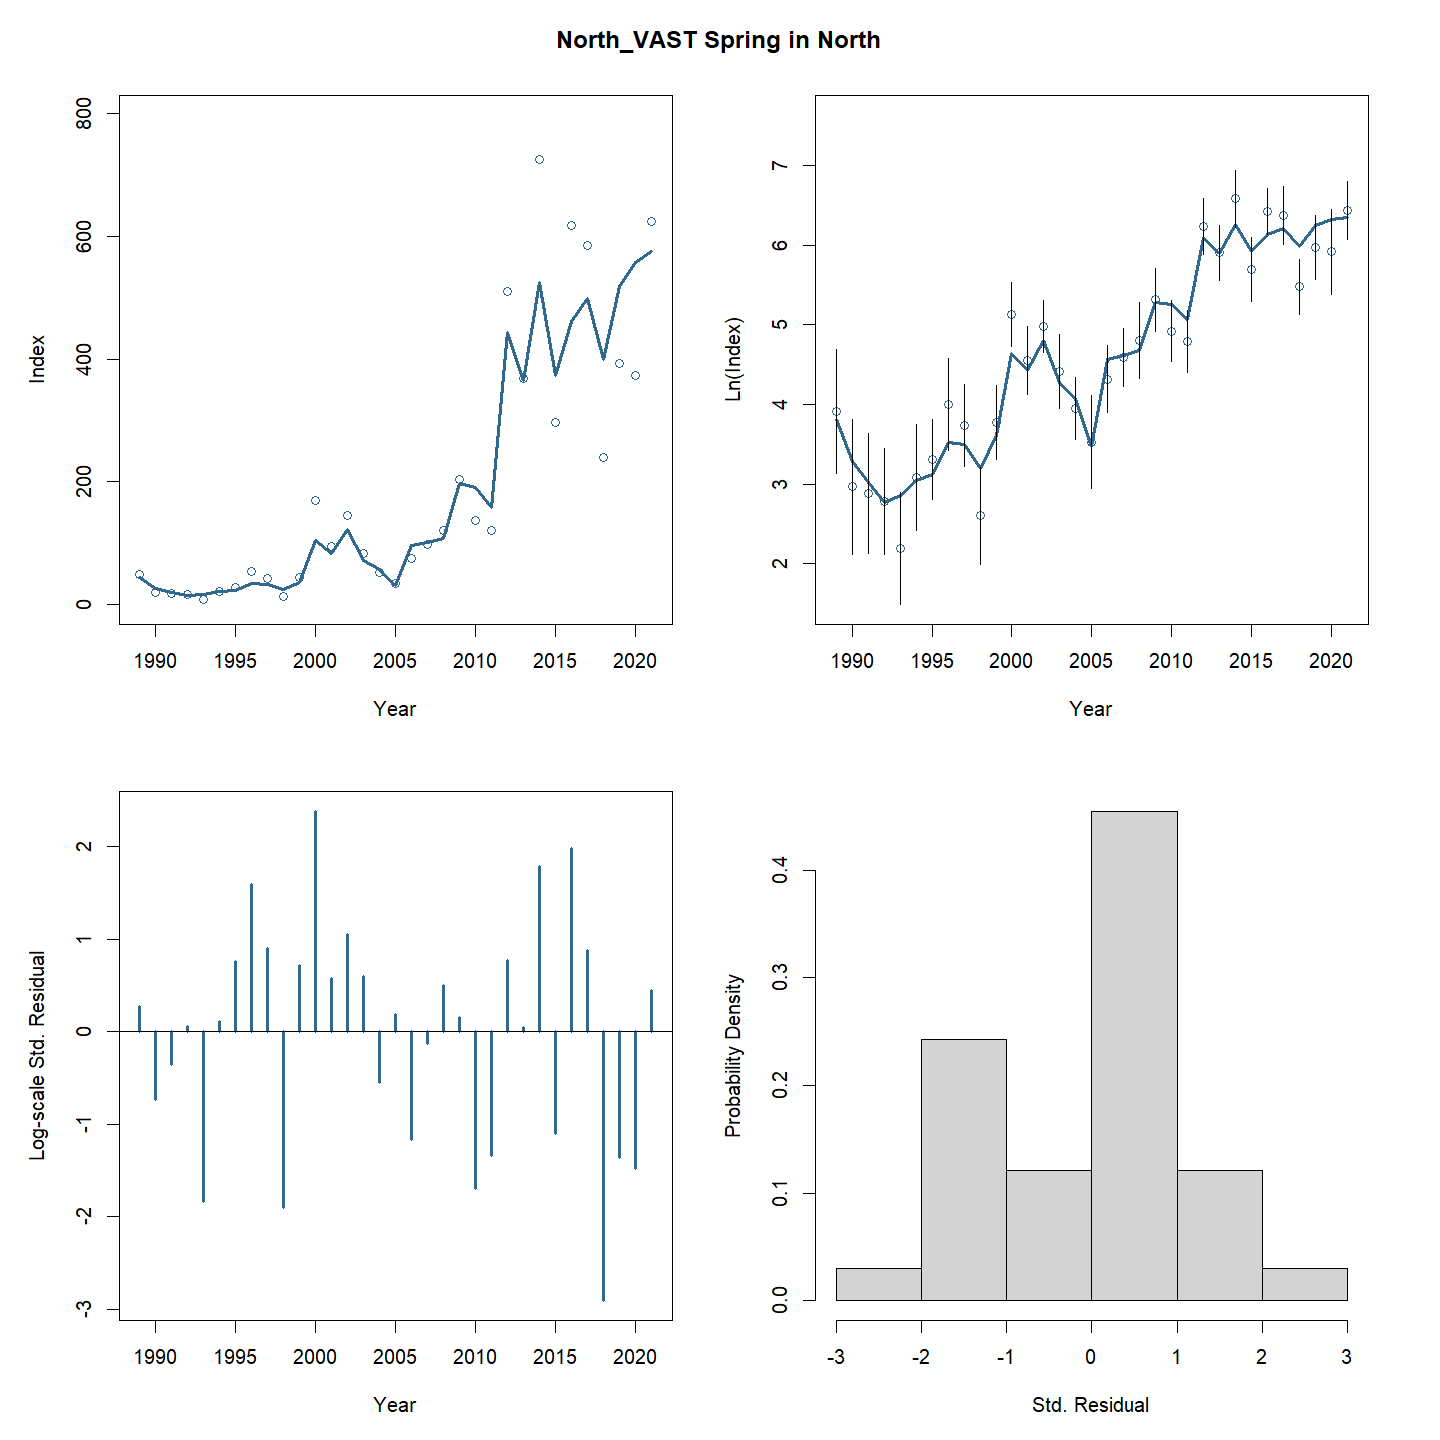 North_VAST Spring in North
Index
0
200
400
600
800
1990 1995 2000 2005 2010 2015 2020
Year
Ln(Index)
2
3
4
5
6
7
1990 1995 2000 2005 2010 2015 2020
Year
Log-scale Std. Residual
-3
-2
-1
0
1
2
1990 1995 2000 2005 2010 2015 2020
Year
Probability Density
0.0
0.1
0.2
0.3
0.4
-3 -2 -1 0 1 2 3
Std. Residual